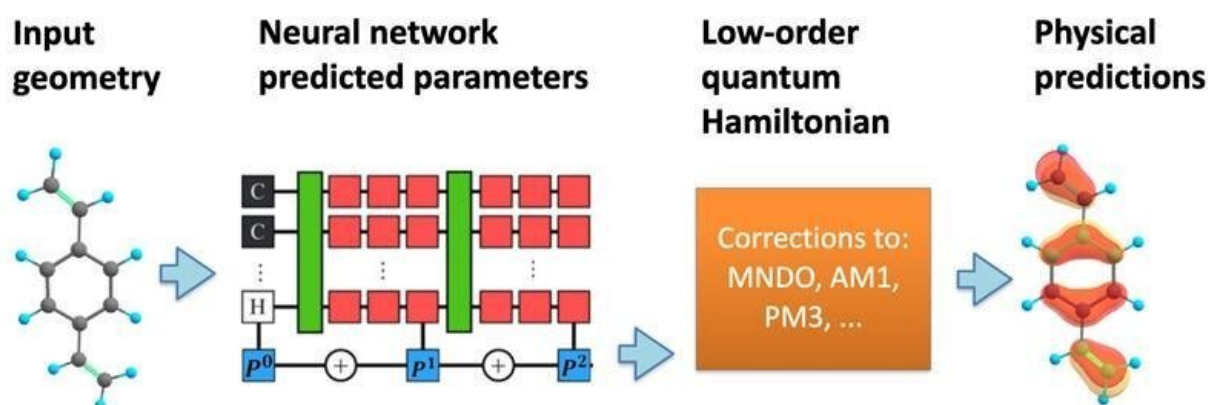 Input
geometry
Neural network
predicted parameters
Low-order
quantum
Hamiltonian
Physical
predictions
C
C
⋮
⋮
⋮
H
P⁰
+
P¹
+
P²
Corrections to:
MNDO, AM1,
PM3, ...